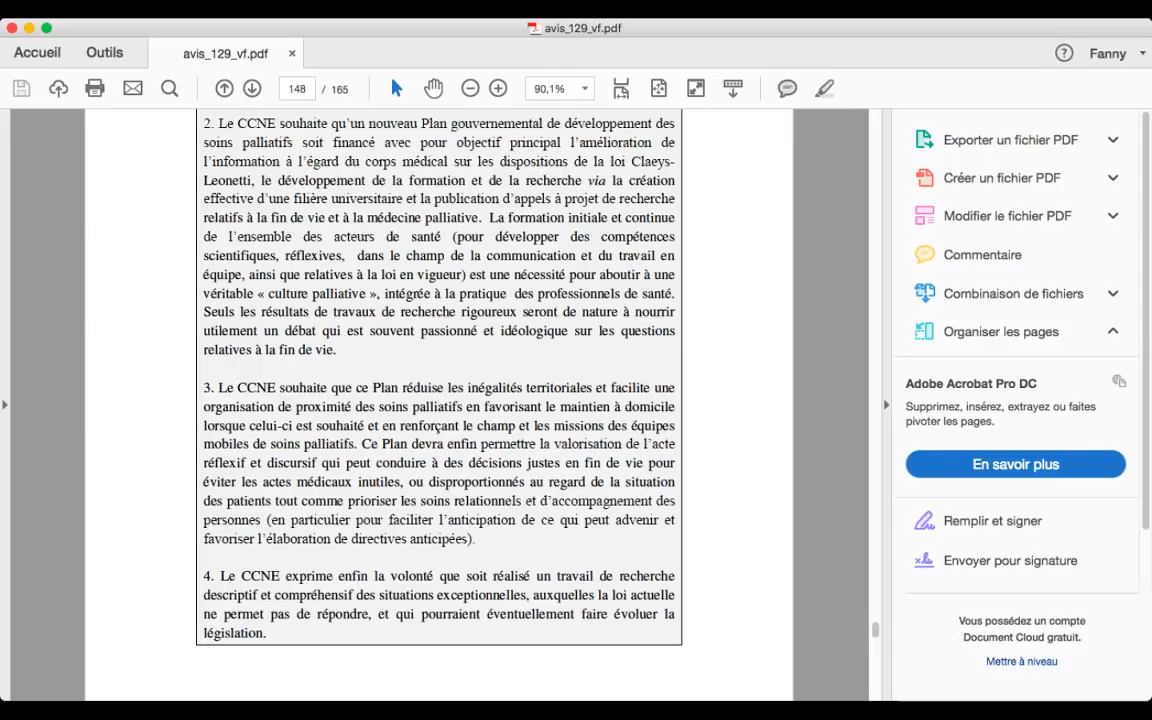 avis_129_vf.pdf
Accueil
Outils
avis_129_vf.pdf ×
? Fanny
148 / 165
90,1%
2. Le CCNE souhaite qu'un nouveau Plan gouvernemental de développement des
soins palliatifs soit financé avec pour objectif principal l'amélioration de
l'information à l'égard du corps médical sur les dispositions de la loi Claeys-
Leonetti, le développement de la formation et de la recherche via la création
effective d'une filière universitaire et la publication d'appels à projet de recherche
relatifs à la fin de vie et à la médecine palliative. La formation initiale et continue
de l'ensemble des acteurs de santé (pour développer des compétences
scientifiques, réflexives, dans le champ de la communication et du travail en
équipe, ainsi que relatives à la loi en vigueur) est une nécessité pour aboutir à une
véritable « culture palliative », intégrée à la pratique des professionnels de santé.
Seuls les résultats de travaux de recherche rigoureux seront de nature à nourrir
utilement un débat qui est souvent passionné et idéologique sur les questions
relatives à la fin de vie.
3. Le CCNE souhaite que ce Plan réduise les inégalités territoriales et facilite une
organisation de proximité des soins palliatifs en favorisant le maintien à domicile
lorsque celui-ci est souhaité et en renforçant le champ et les missions des équipes
mobiles de soins palliatifs. Ce Plan devra enfin permettre la valorisation de l'acte
réflexif et discursif qui peut conduire à des décisions justes en fin de vie pour
éviter les actes médicaux inutiles, ou disproportionnés au regard de la situation
des patients tout comme prioriser les soins relationnels et d'accompagnement des
personnes (en particulier pour faciliter l'anticipation de ce qui peut advenir et
favoriser l'élaboration de directives anticipées).
4. Le CCNE exprime enfin la volonté que soit réalisé un travail de recherche
descriptif et compréhensif des situations exceptionnelles, auxquelles la loi actuelle
ne permet pas de répondre, et qui pourraient éventuellement faire évoluer la
législation.
Exporter un fichier PDF
Créer un fichier PDF
Modifier le fichier PDF
Commentaire
Combinaison de fichiers
Organiser les pages
Adobe Acrobat Pro DC
Supprimez, insérez, extrayez ou faites
pivoter les pages.
En savoir plus
Remplir et signer
Envoyer pour signature
Vous possédez un compte
Document Cloud gratuit.
Mettre à niveau